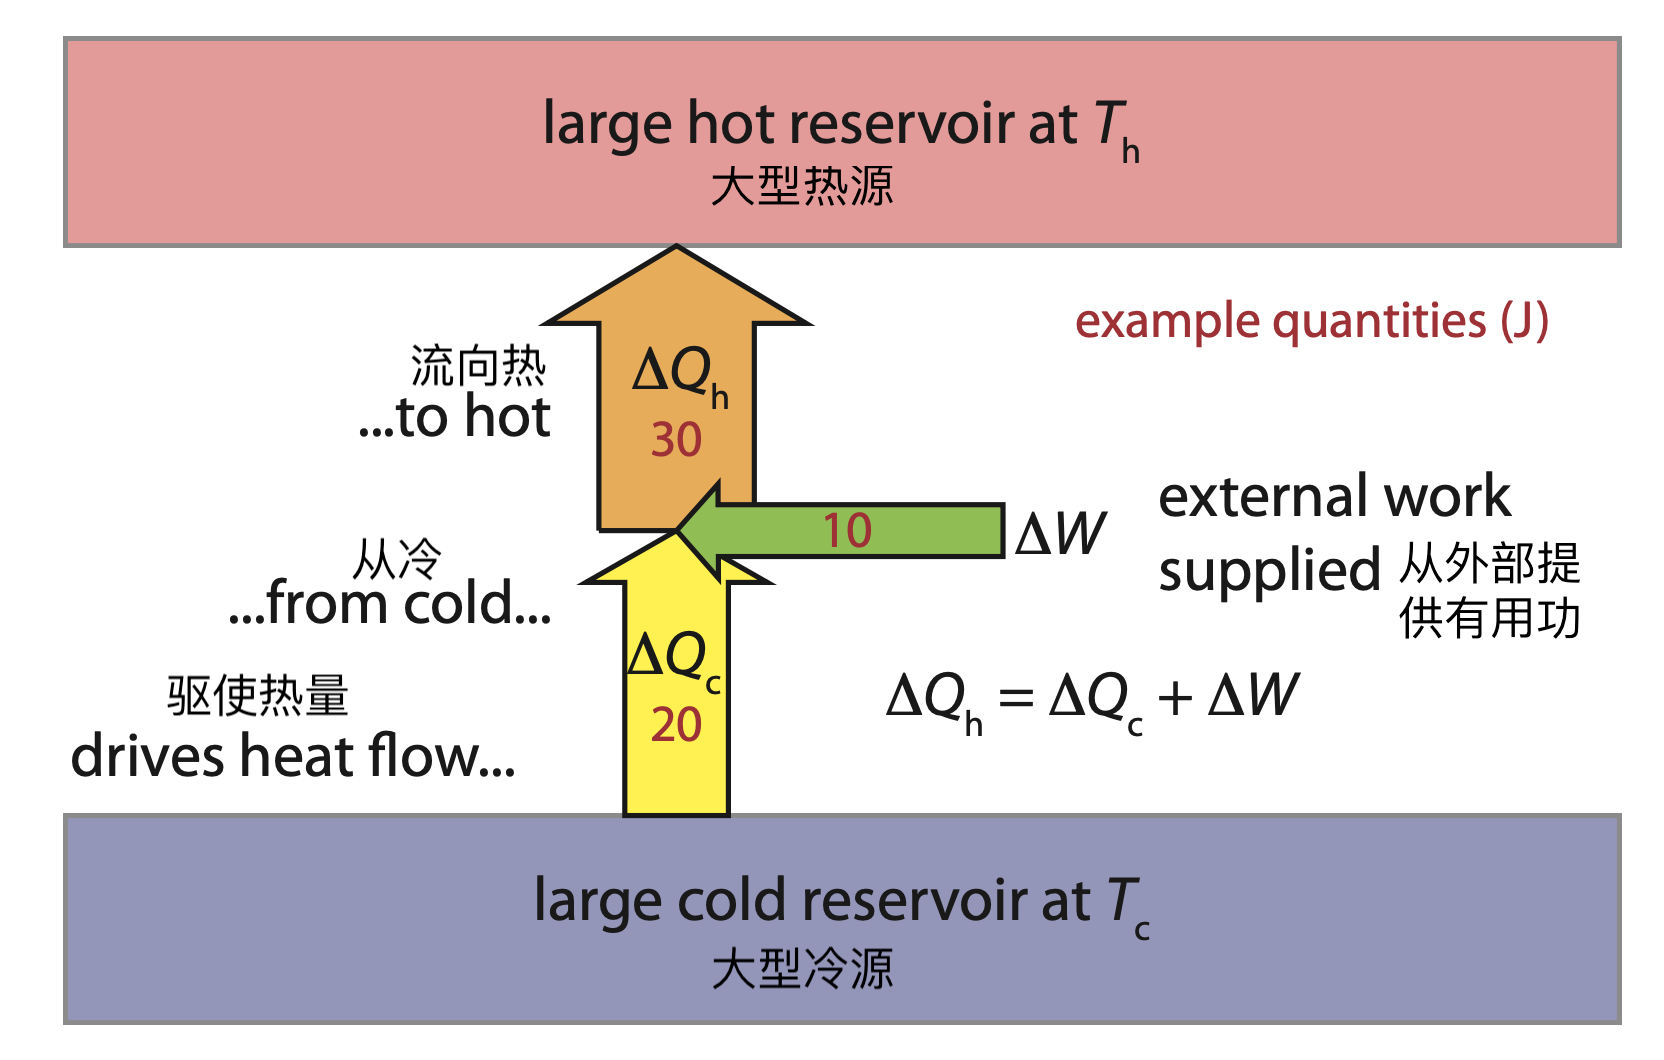 large hot reservoir at Th
大型热源
example quantities (J)
流向热
...to hot
ΔQh
30
external work
supplied
从外部提
供有用功
10
ΔW
从冷
...from cold...
ΔQc
20
ΔQh = ΔQc + ΔW
驱使热量
drives heat flow...
large cold reservoir at Tc
大型冷源